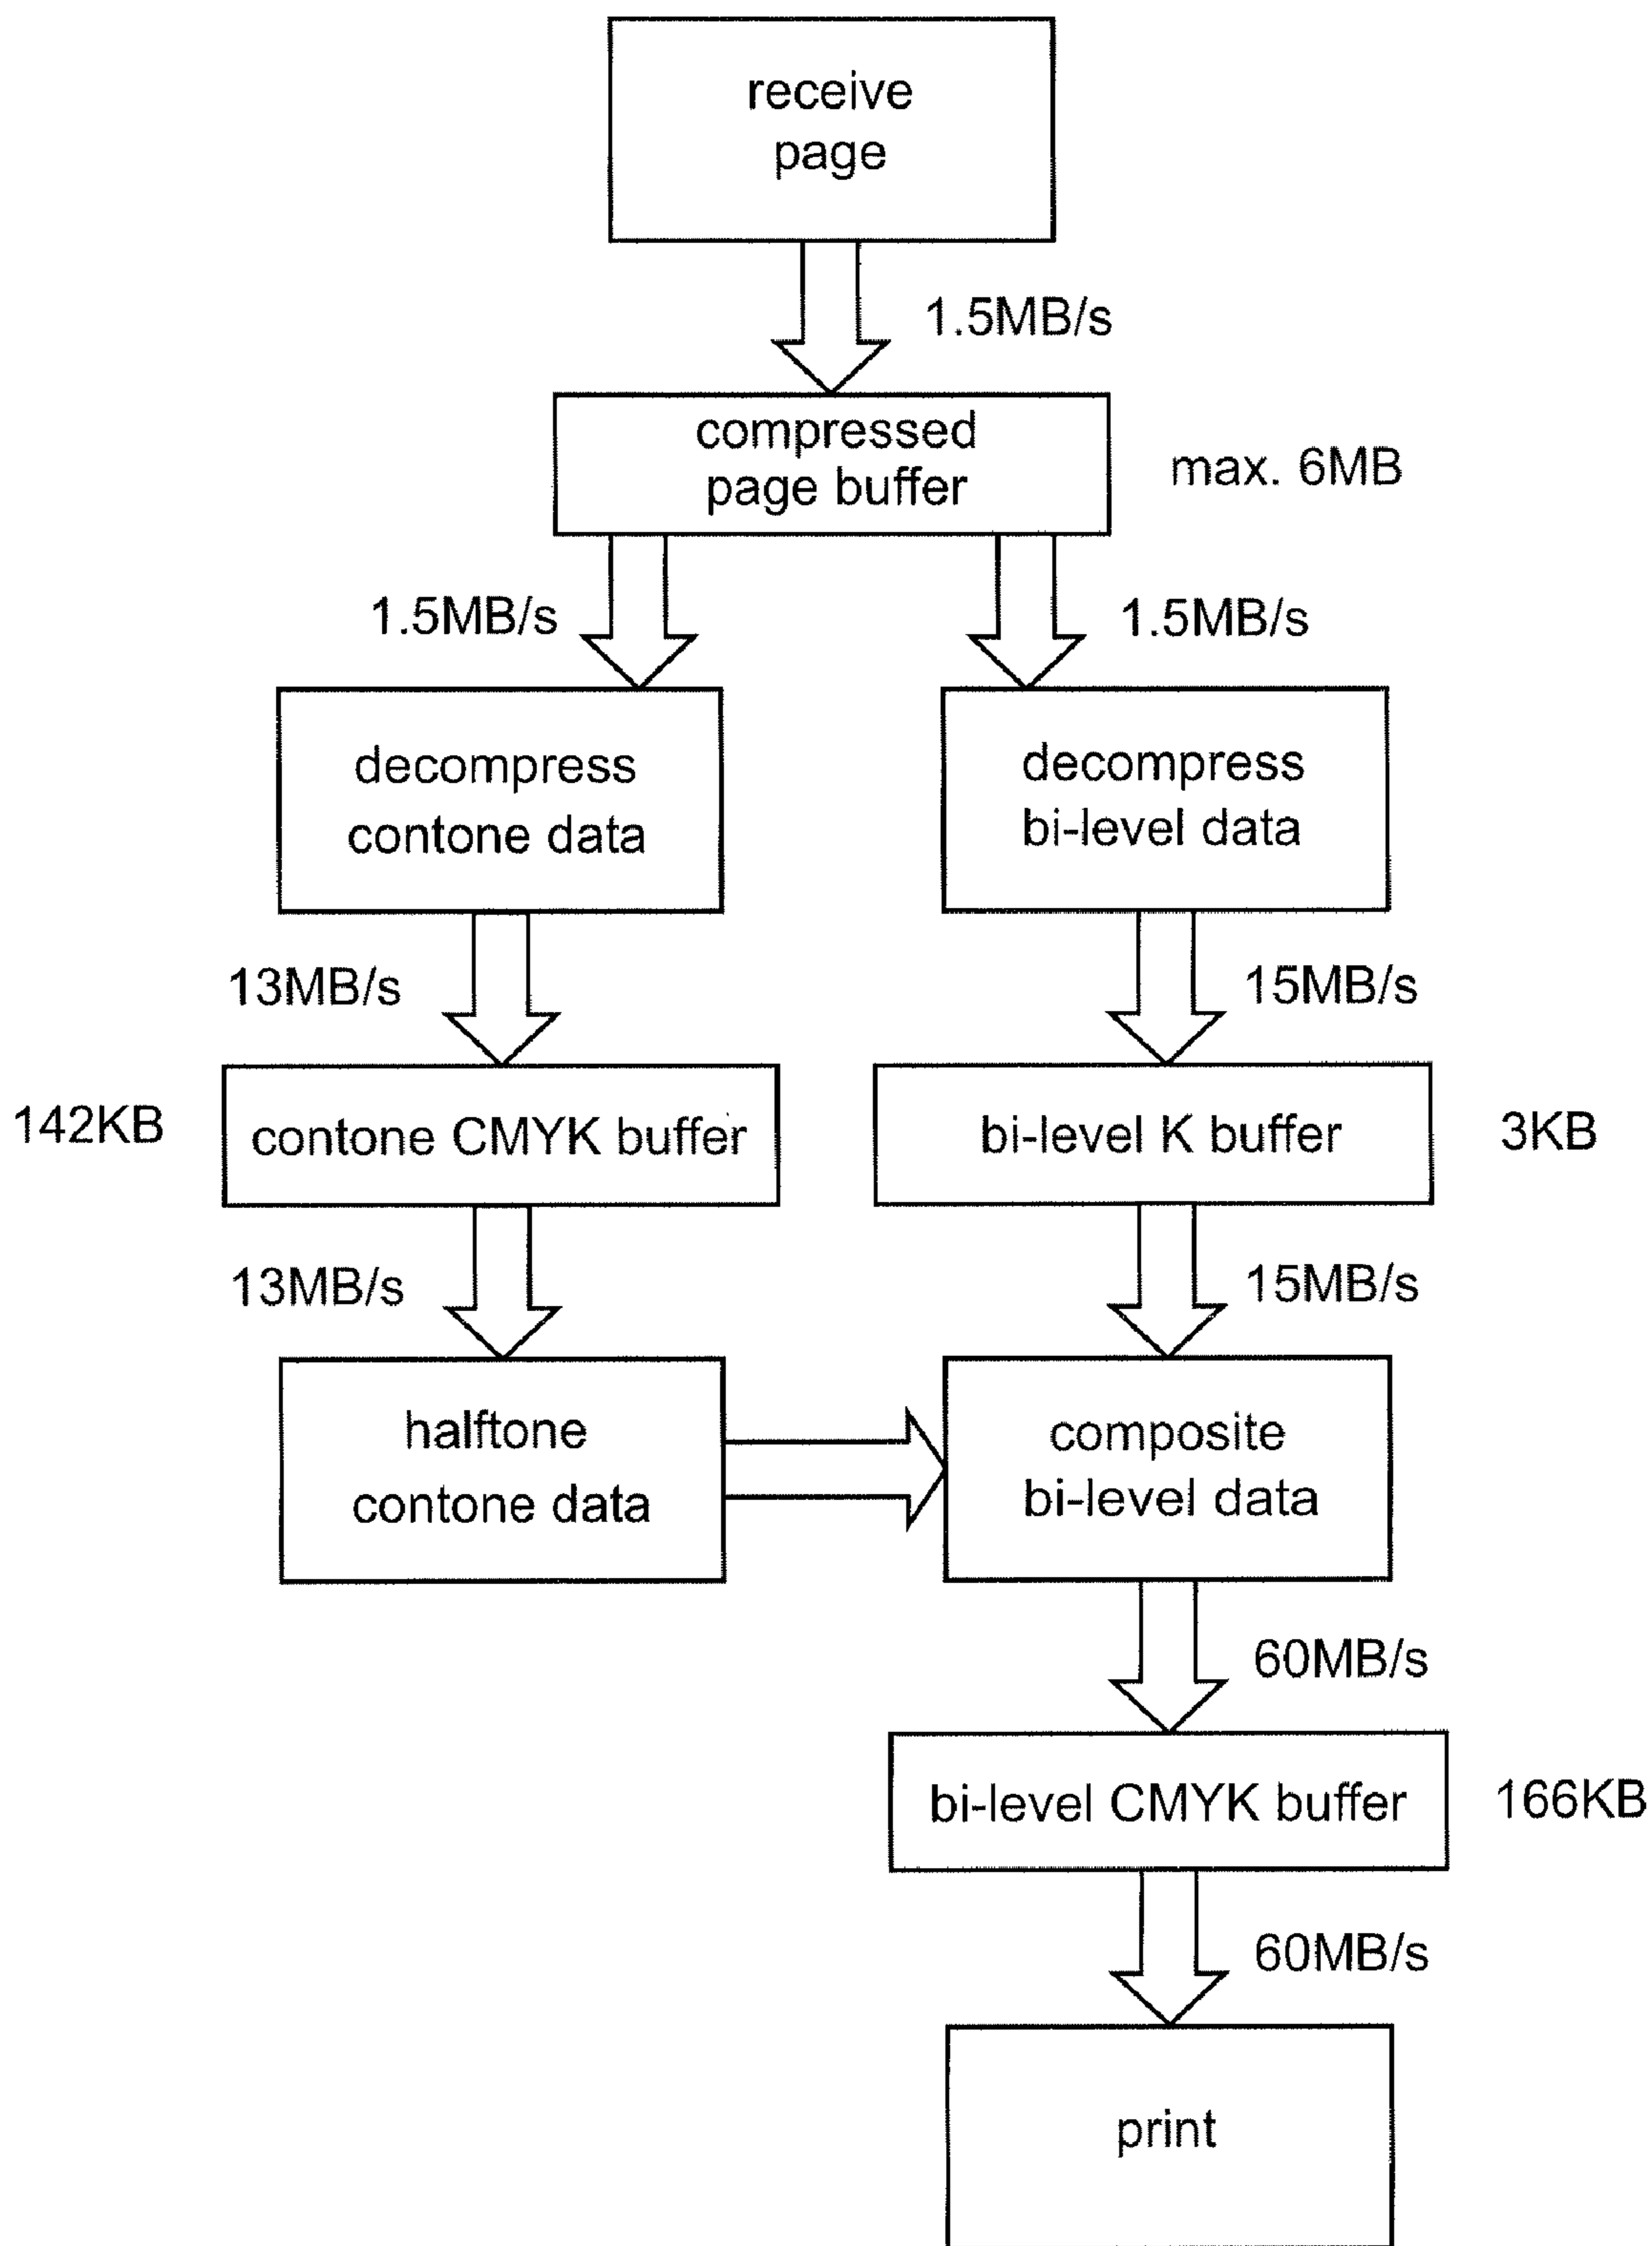 receive
page
1.5MB/s
compressed
page buffer
max. 6MB
1.5MB/s
1.5MB/s
decompress
contone data
decompress
bi-level data
13MB/s
15MB/s
142KB
contone CMYK buffer
bi-level K buffer
3KB
13MB/s
15MB/s
halftone
contone data
composite
bi-level data
60MB/s
bi-level CMYK buffer
166KB
60MB/s
print